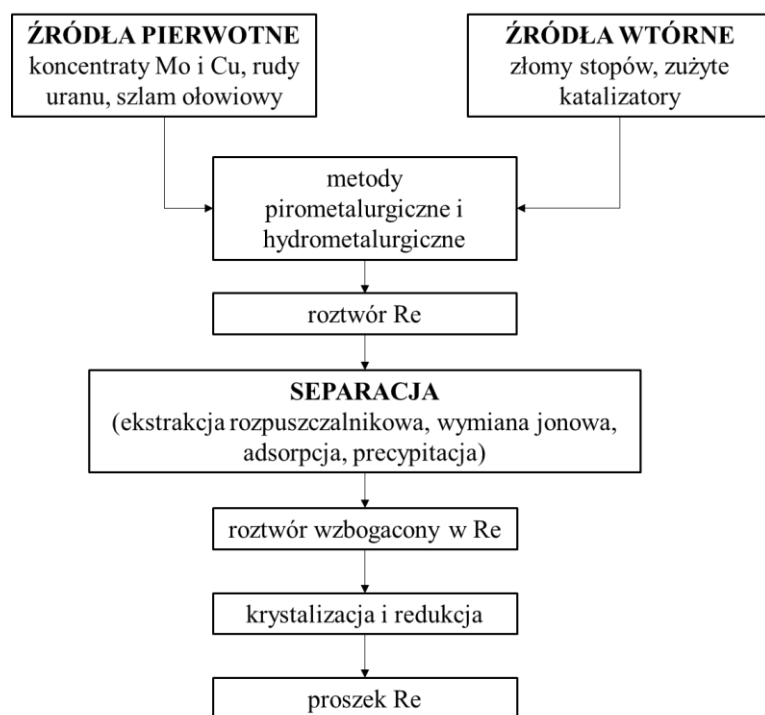 ŹRÓDŁA PIERWOTNE
koncentraty Mo i Cu, rudy
uranu, szlam ołowiowy
ŹRÓDŁA WTÓRNE
złomy stopów, zużyte
katalizatory
metody
pirometalurgiczne i
hydrometalurgiczne
roztwór Re
SEPARACJA
(ekstrakcja rozpuszczalnikowa, wymiana jonowa,
adsorpcja, precypitacja)
roztwór wzbogacony w Re
krystalizacja i redukcja
proszek Re